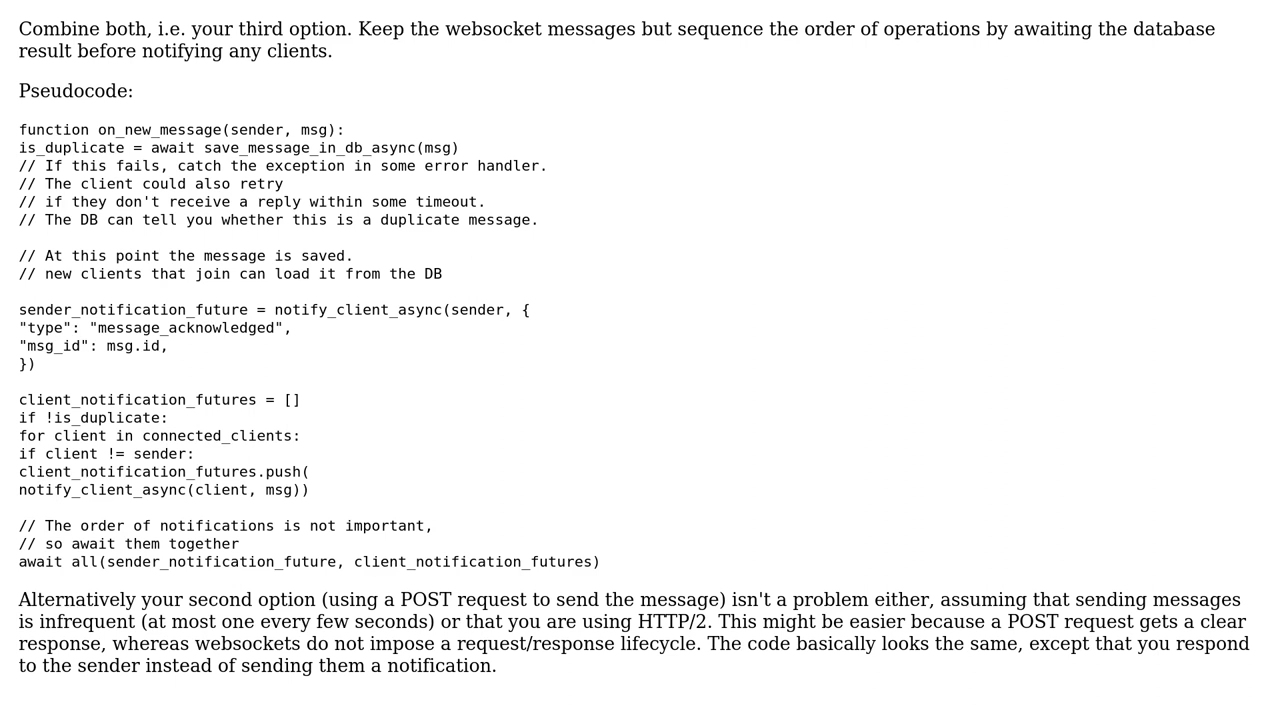 Combine both, i.e. your third option. Keep the websocket messages but sequence the order of operations by awaiting the database
result before notifying any clients.
Pseudocode:
function on_new_message(sender, msg):
is_duplicate = await save_message_in_db_async(msg)
// If this fails, catch the exception in some error handler.
// The client could also retry
// if they don't receive a reply within some timeout.
// The DB can tell you whether this is a duplicate message.
// At this point the message is saved.
// new clients that join can load it from the DB
sender_notification_future = notify_client_async(sender, {
"type": "message_acknowledged",
"msg_id": msg.id,
})
client_notification_futures = []
if !is_duplicate:
for client in connected_clients:
if client != sender:
client_notification_futures.push(
notify_client_async(client, msg))
// The order of notifications is not important,
// so await them together
await all(sender_notification_future, client_notification_futures)
Alternatively your second option (using a POST request to send the message) isn't a problem either, assuming that sending messages
is infrequent (at most one every few seconds) or that you are using HTTP/2. This might be easier because a POST request gets a clear
response, whereas websockets do not impose a request/response lifecycle. The code basically looks the same, except that you respond
to the sender instead of sending them a notification.